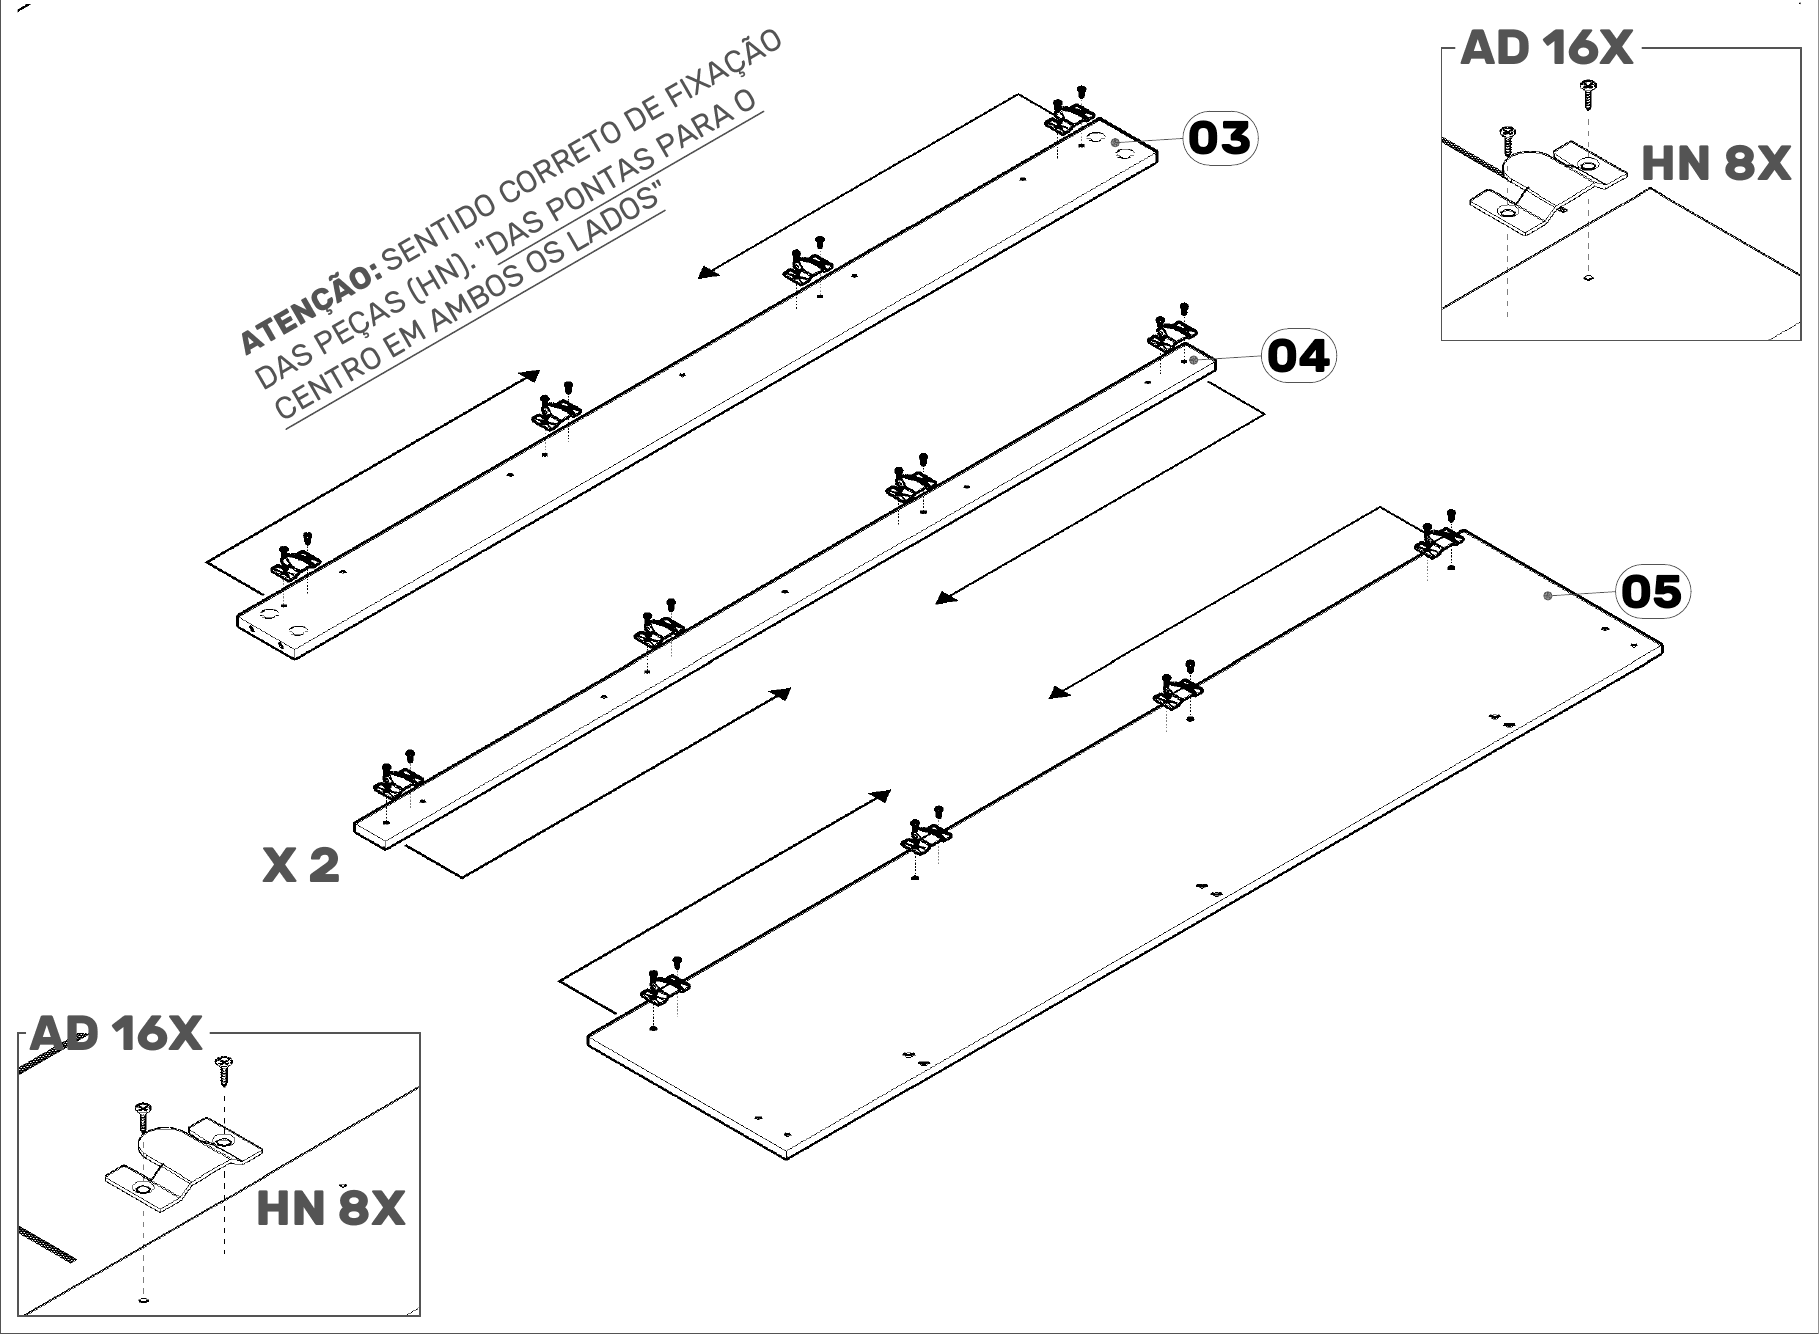 ATENÇÃO: SENTIDO CORRETO DE FIXAÇÃO
DAS PEÇAS (HN). "DAS PONTAS PARA O
CENTRO EM AMBOS OS LADOS"
AD 16X
HN 8X
03
04
05
X 2
AD 16X
HN 8X